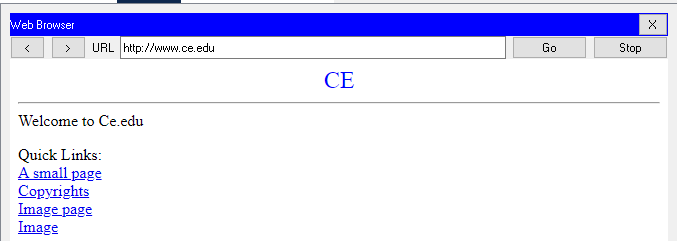 Web Browser X
< > URL http://www.ce.edu Go Stop
CE
Welcome to Ce.edu
Quick Links:
A small page
Copyrights
Image page
Image